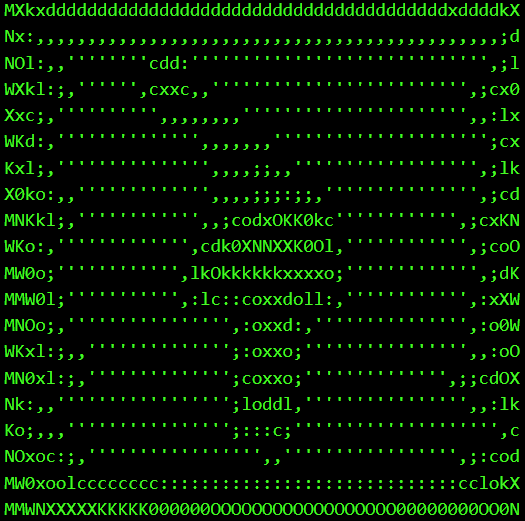 MXkxddddddddddddddddddddddddddddddddddddddxddddkX
Nx:,,,,,,,,,,,,,,,,,,,,,,,,,,,,,,,,,,,,,,,,,,,,;d
NOl:,,''''''''cdd:'''''''''''''''''''''''''''',;l
WXkl:;,'''''',cxxc,,'''''''''''''''''''''''',;cx0
Xxc;,'''''''''',,,,,,,,'''''''''''''''''''''',,:lx
WKd:,'''''''''''''',,,,,,,'''''''''''''''''''';cx
Kxl;,''''''''''''''',,,,;;,,''''''''''''''''',;lk
X0ko:,,''''''''''''',,,,;;;:;;,''''''''''''''',;cd
MNKkl;,'''''''''''',,;codxOKK0kc''''''''''''',;cxKN
WKo:,''''''''''''',cdk0XNNXXK0Ol,''''''''''''',;coO
MW0o;'''''''''''',lkOkkkkkkxxxxo;''''''''''''',;dK
MMW0l;'''''''''''',:lc::coxxdoll:,'''''''''''',:xXW
MNOo;,'''''''''''''''',:oxxd:,''''''''''''''',:o0W
WKxl:;,,'''''''''''''';:oxxo;'''''''''''''''',,:oO
MN0xl:;,'''''''''''''';coxxo;''''''''''''''',;;cdOX
Nk:,,'''''''''''''''';loddl,'''''''''''''''',,:lk
Ko;,,,'''''''''''''''';:::c;'''''''''''''''''''',c
NOxoc:;,''''''''''''''''',,'''''''''''''''',;:cod
MW0xoolcccccccc::::::::::::::::::::::::::::cclokX
MMWNXXXXXKKKKK000000OOOOOOOOOOOOOOOOOO00000000OO0N